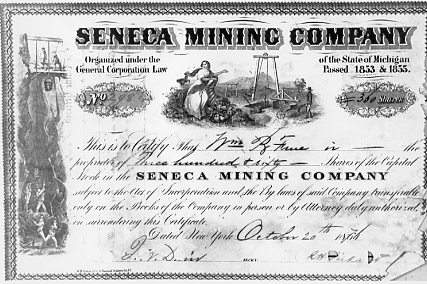 SENECA MINING COMPANY
Organized under the
General Corporation Law
of the State of Michigan
Passed 1853 & 1855.
No
360 Shares
This is to Certify that Wm B is the
proprietor of Three hundred & sixty Shares of the Capital
Stock in the SENECA MINING COMPANY
subject to the Act of Incorporation and the By laws of said Company, transferable
only on the Books of the Company in person or by Attorney duly authorized,
on surrendering this Certificate.
Dated New York October 20th